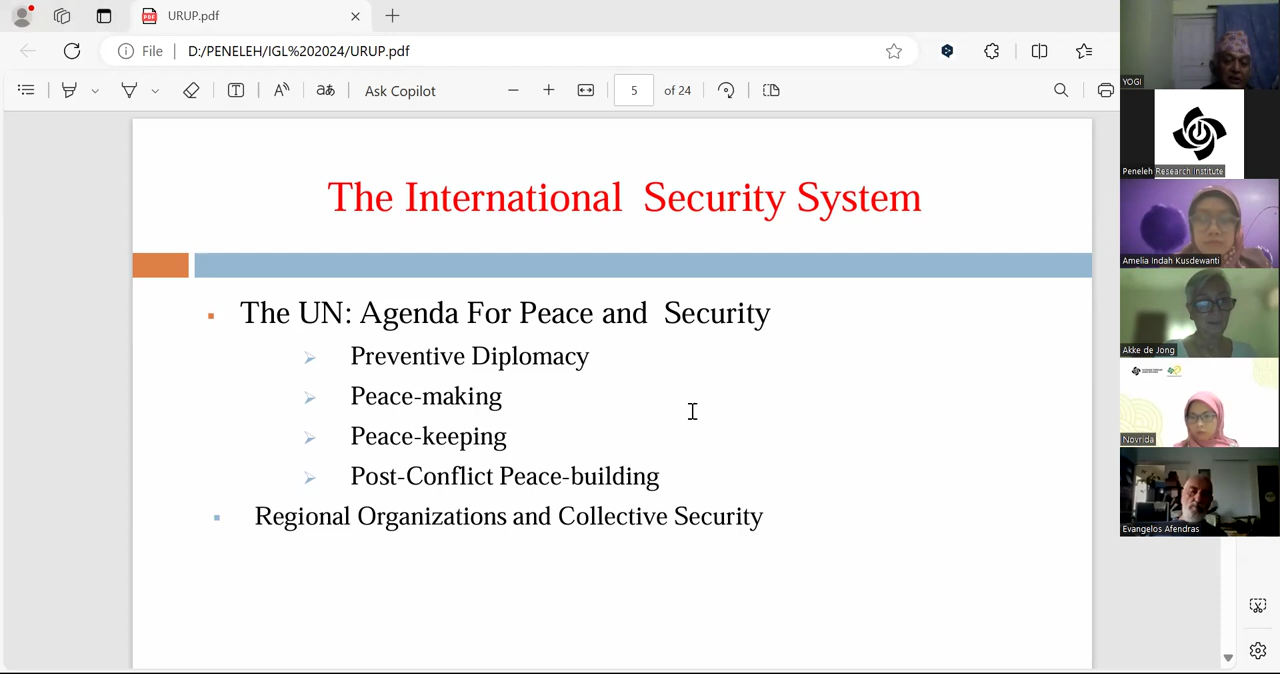 URUP.pdf
File
D:/PENELEH/IGL%202024/URUP.pdf
Ask Copilot
5
of 24
The International Security System
The UN: Agenda For Peace and Security
Preventive Diplomacy
Peace-making
Peace-keeping
Post-Conflict Peace-building
Regional Organizations and Collective Security
YOGI
Peneleh Research Institute
Amelia Indah Kusdewanti
Akke de Jong
Novrida
Evangelos Afendras